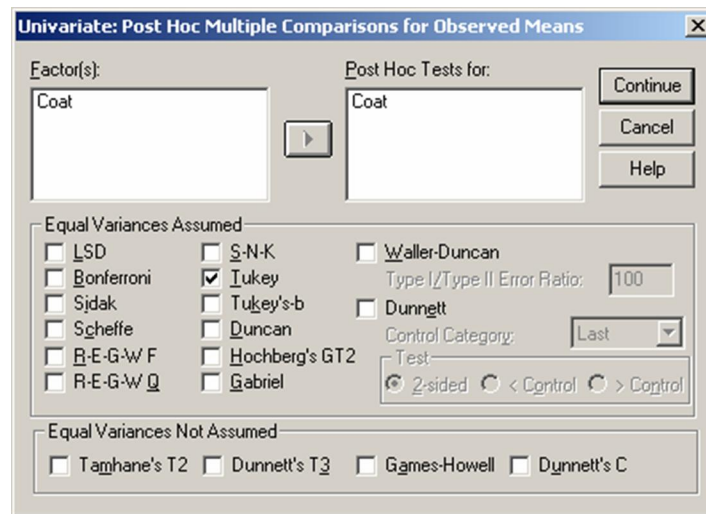 Univariate: Post Hoc Multiple Comparisons for Observed Means
Factor(s):
Coat
Post Hoc Tests for:
Coat
Continue
Cancel
Help
Equal Variances Assumed
LSD
Bonferroni
Sidak
Scheffe
R-E-G-W F
R-E-G-W Q
S-N-K
Tukey
Tukey's-b
Duncan
Hochberg's GT2
Gabriel
Waller-Duncan
Type I/Type II Error Ratio: 100
Dunnett
Control Category: Last
Test
2-sided < Control > Control
Equal Variances Not Assumed
Tamhane's T2 Dunnett's T3 Games-Howell Dunnett's C